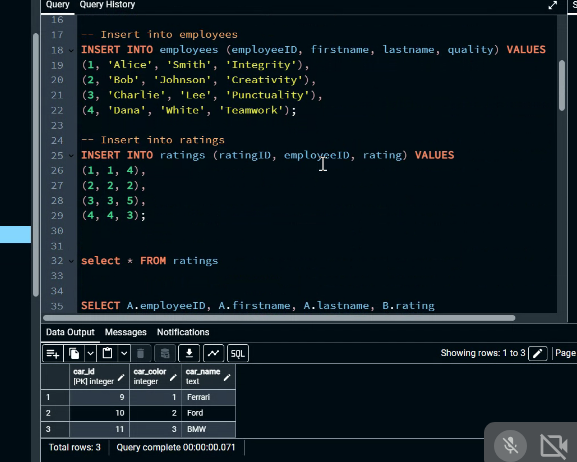 Query Query History
16
17 -- Insert into employees
18 INSERT INTO employees (employeeID, firstname, lastname, quality) VALUES
19 (1, 'Alice', 'Smith', 'Integrity'),
20 (2, 'Bob', 'Johnson', 'Creativity'),
21 (3, 'Charlie', 'Lee', 'Punctuality'),
22 (4, 'Dana', 'White', 'Teamwork');
23
24 -- Insert into ratings
25 INSERT INTO ratings (ratingID, employeeID, rating) VALUES
26 (1, 1, 4),
27 (2, 2, 2),
28 (3, 3, 5),
29 (4, 4, 3);
30
31
32 select * FROM ratings
33
34
35 SELECT A.employeeID, A.firstname, A.lastname, B.rating
Data Output Messages Notifications
SQL Showing rows: 1 to 3 Page
car_id car_color car_name
[PK] integer integer text
1 9 1 Ferrari
2 10 2 Ford
3 11 3 BMW
Total rows: 3 Query complete 00:00:00.071